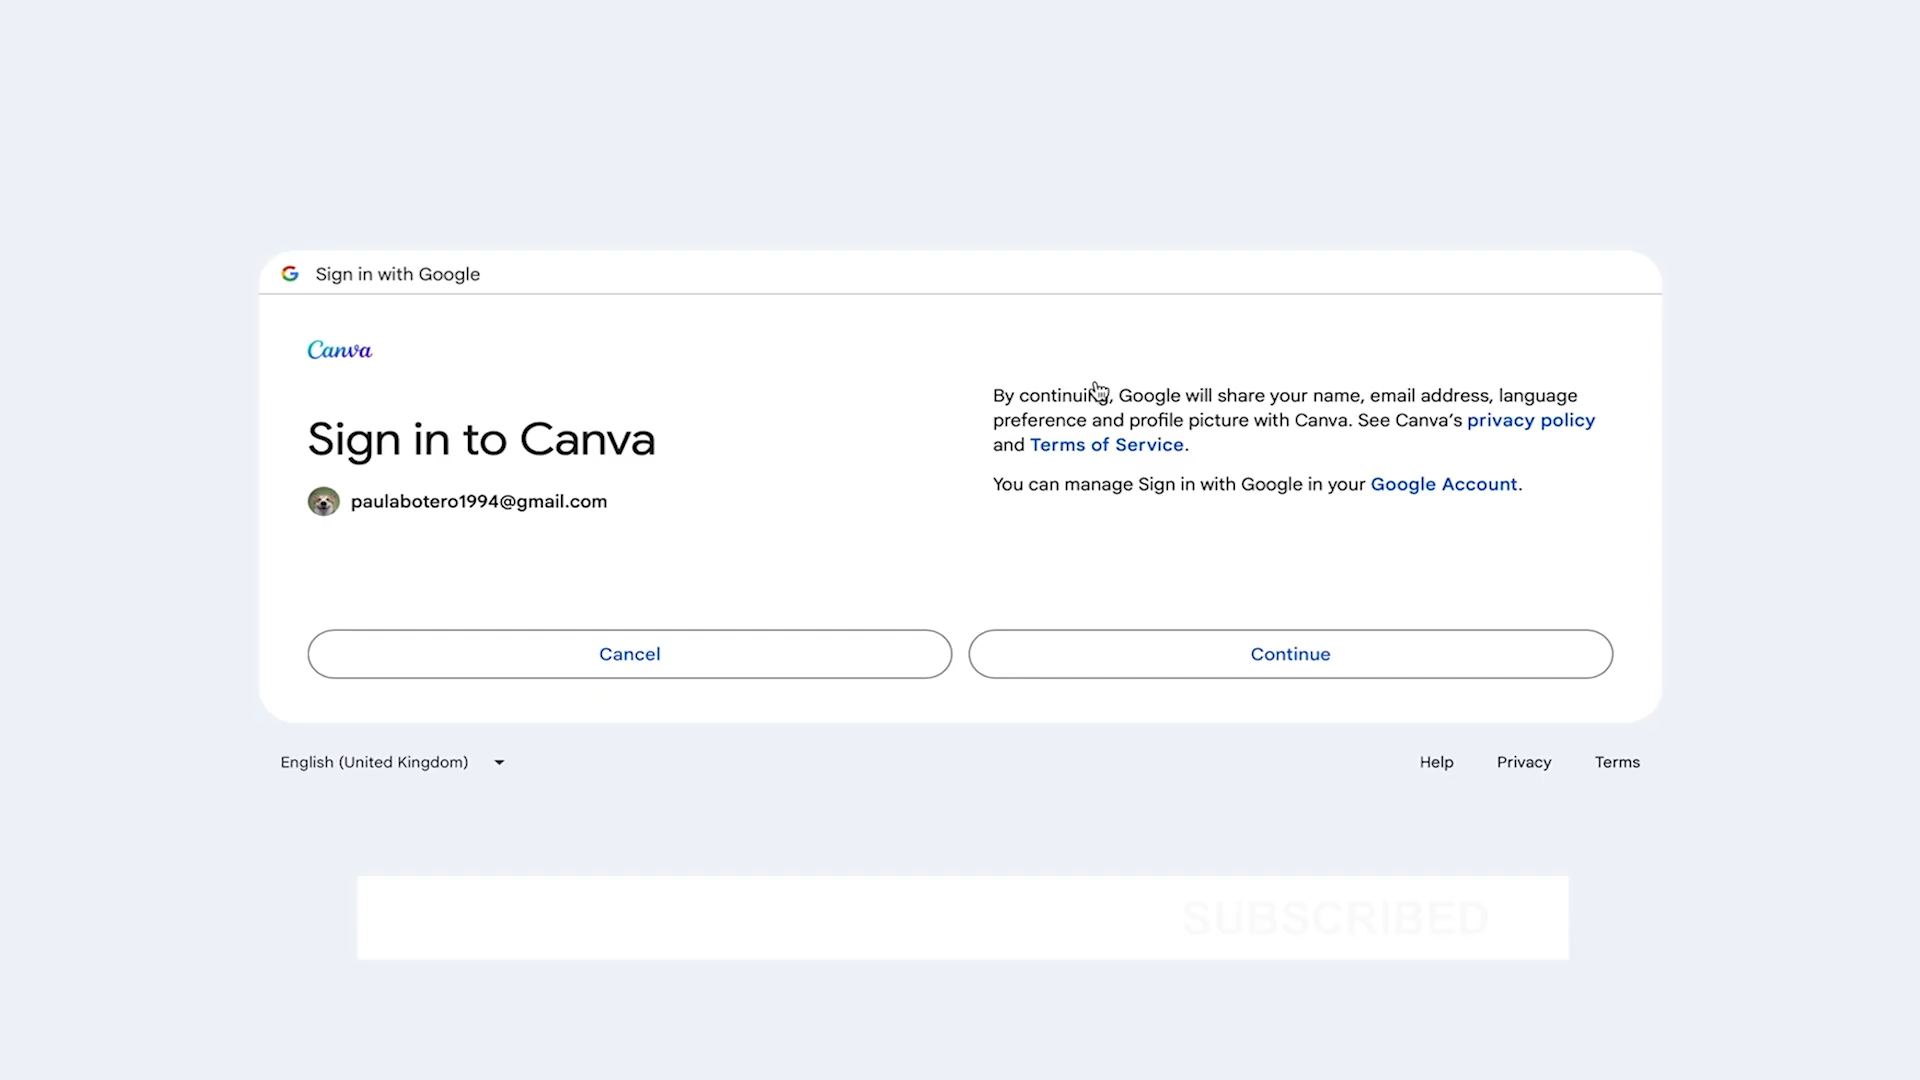 Sign in with Google
Canva
Sign in to Canva
paulabotero1994@gmail.com
By continuing, Google will share your name, email address, language
preference and profile picture with Canva. See Canva’s privacy policy
and Terms of Service.
You can manage Sign in with Google in your Google Account.
Cancel
Continue
English (United Kingdom)
Help
Privacy
Terms
SUBSCRIBED